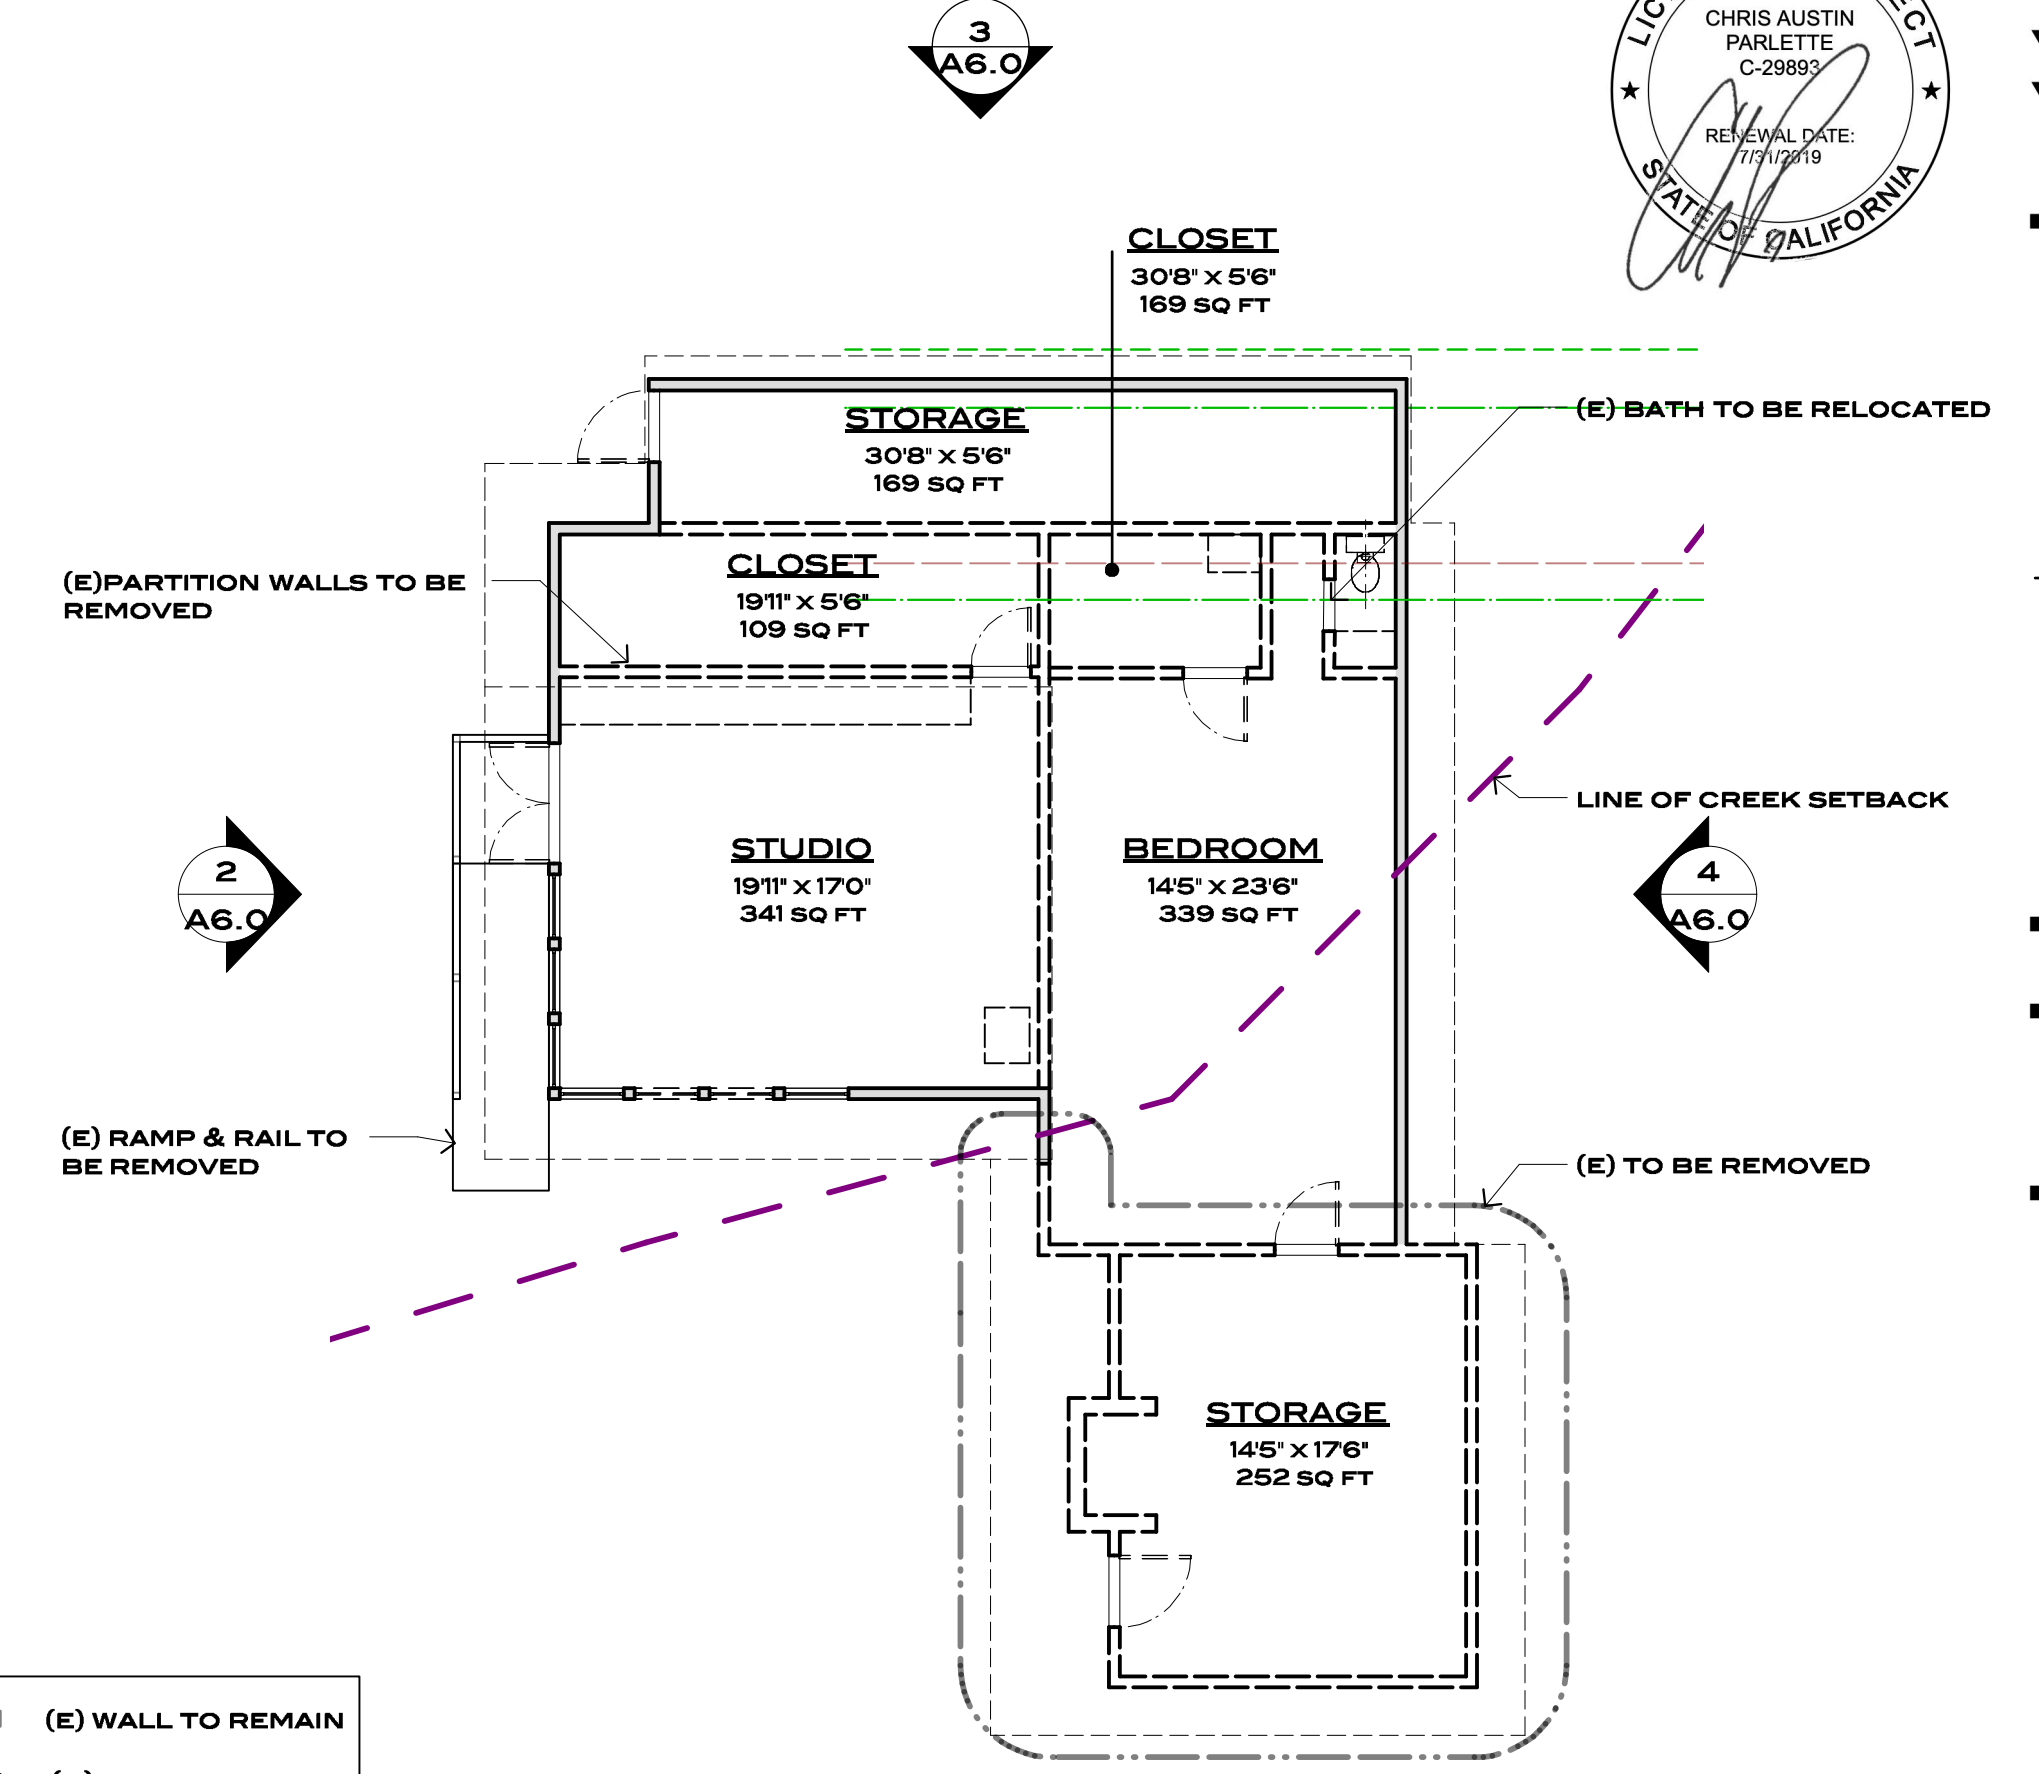 3
A6.0
CHRIS AUSTIN
PARLETTE
C-29893
RENEWAL DATE:
7/31/2019
STATE OF CALIFORNIA
CLOSET
30'8" X 5'6"
169 SQ FT
STORAGE
30'8" X 5'6"
169 SQ FT
(E) BATH TO BE RELOCATED
(E)PARTITION WALLS TO BE
REMOVED
CLOSET
19'11" X 5'6"
109 SQ FT
LINE OF CREEK SETBACK
2
A6.0
STUDIO
19'11" X 17'0"
341 SQ FT
BEDROOM
14'5" X 23'6"
339 SQ FT
4
A6.0
(E) RAMP & RAIL TO
BE REMOVED
(E) TO BE REMOVED
STORAGE
14'5" X 17'6"
252 SQ FT
(E) WALL TO REMAIN